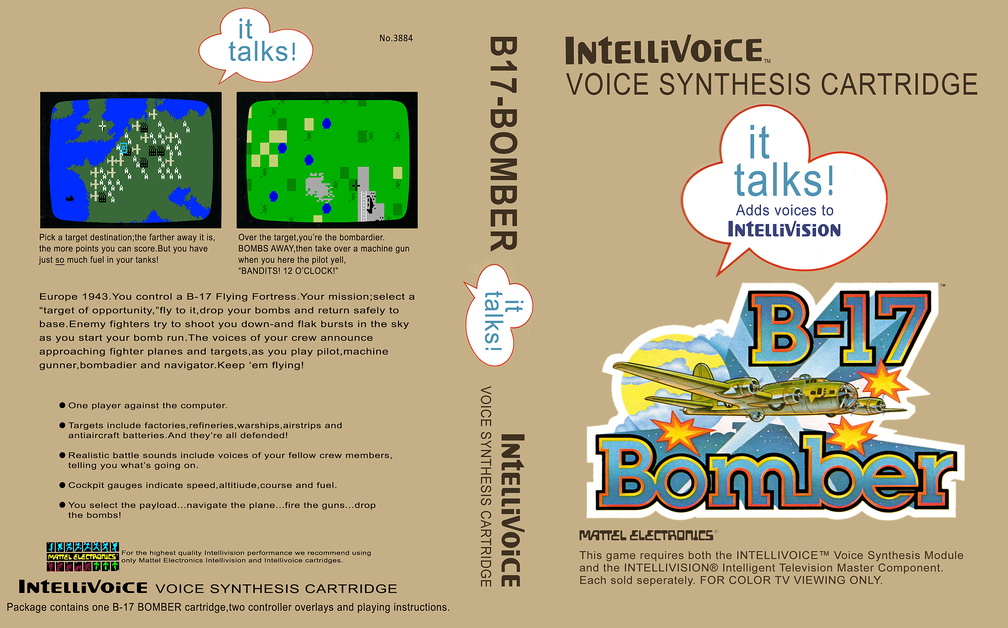 it
talks!
No.3884
Pick a target destination;the farther away it is,
the more points you can score.But you have
just so much fuel in your tanks!
Over the target,you're the bombardier.
BOMBS AWAY,then take over a machine gun
when you here the pilot yell,
"BANDITS! 12 O'CLOCK!"
Europe 1943.You control a B-17 Flying Fortress.Your mission;select a
"target of opportunity,"fly to it,drop your bombs and return safely to
base.Enemy fighters try to shoot you down-and flak bursts in the sky
as you start your bomb run.The voices of your crew announce
approaching fighter planes and targets,as you play pilot,machine
gunner,bombadier and navigator.Keep 'em flying!
● One player against the computer.
● Targets include factories,refineries,warships,airstrips and
antiaircraft batteries.And they're all defended!
● Realistic battle sounds include voices of your fellow crew members,
telling you what's going on.
● Cockpit gauges indicate speed,altitiude,course and fuel.
● You select the payload...navigate the plane...fire the guns...drop
the bombs!
MATTEL ELECTRONICS
For the highest quality Intellivision performance we recommend using
only Mattel Electronics Intellivision and Intellivoice cartridges.
INTELLIVOICE VOICE SYNTHESIS CARTRIDGE
Package contains one B-17 BOMBER cartridge,two controller overlays and playing instructions.
B17-BOMBER
it
talks!
INTELLIVOICE
VOICE SYNTHESIS CARTRIDGE
INTELLIVOICE™
VOICE SYNTHESIS CARTRIDGE
it
talks!
Adds voices to
INTELLIVISION
B-17™
Bomber
MATTEL ELECTRONICS®
This game requires both the INTELLIVOICE™ Voice Synthesis Module
and the INTELLIVISION® Intelligent Television Master Component.
Each sold seperately. FOR COLOR TV VIEWING ONLY.